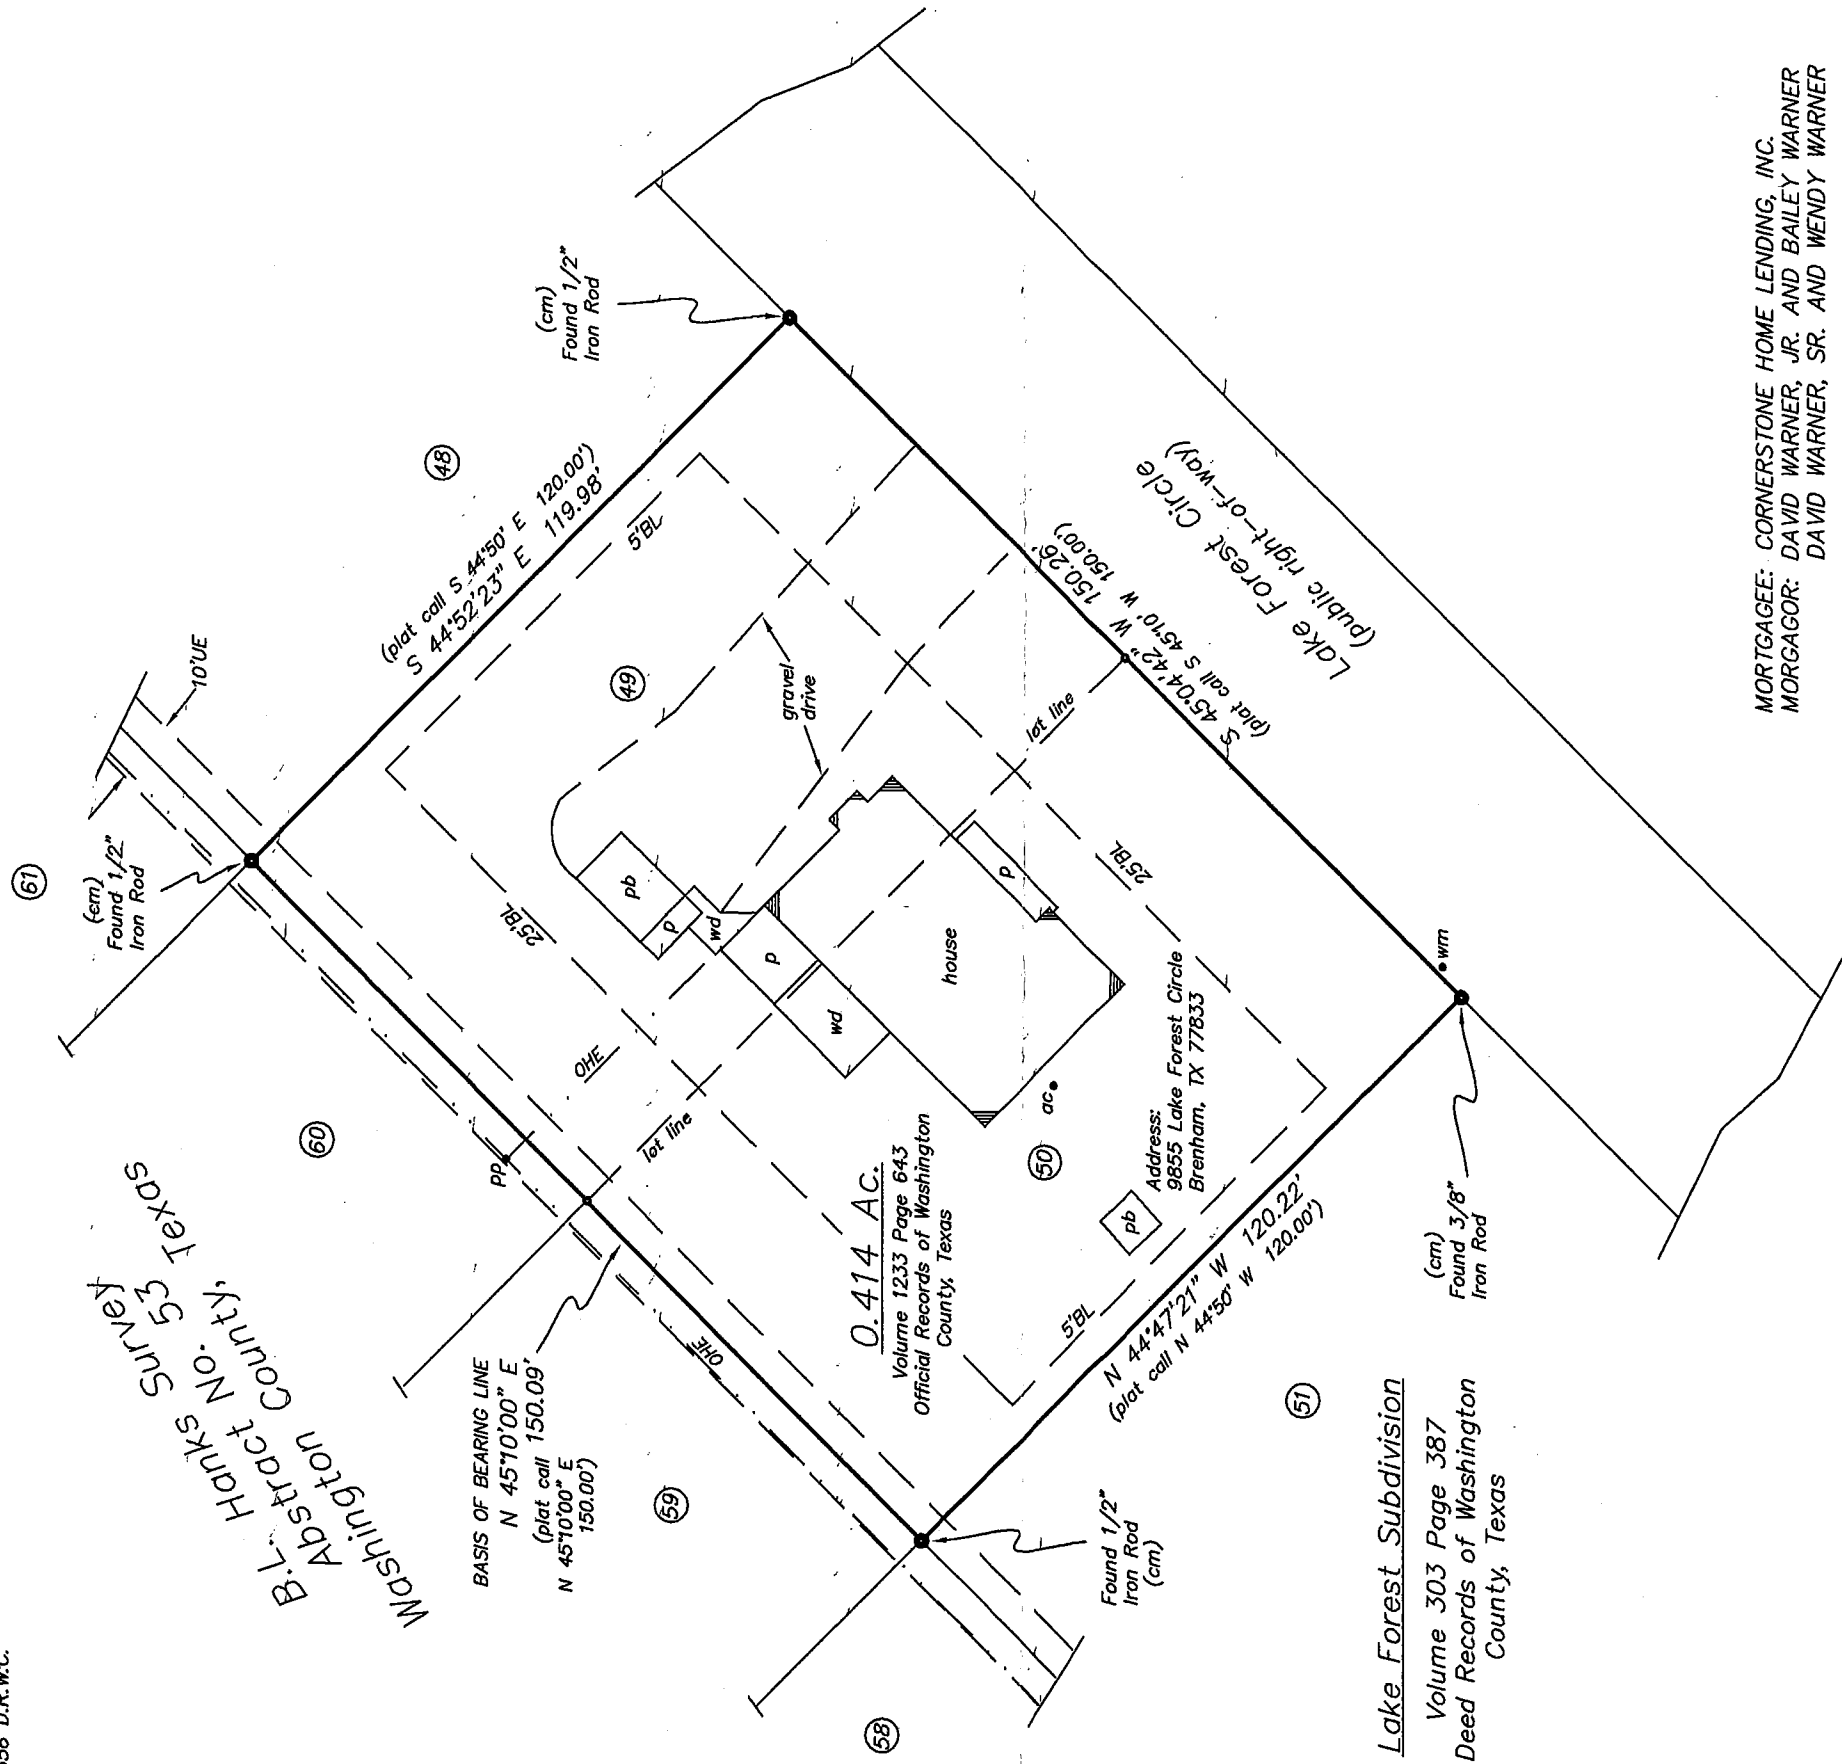 B.L. Hanks Survey
Abstract No. 53
Washington County, Texas
61
(cm)
Found 1/2"
Iron Rod
10'UE
60
PP
BASIS OF BEARING LINE
N 45°10'00" E
150.09'
(plat call
N 45°10'00" E
150.00')
59
58
(plat call S 44°50' E 120.00')
S 44°52'23" E 119.98'
48
(cm)
Found 1/2"
Iron Rod
5'BL
49
25'BL
OHE
OHE
lot line
gravel
drive
pb
p
wd
p
wd
house
p
ac
lot line
25'BL
0.414 AC.
Volume 1233 Page 643
Official Records of Washington
County, Texas
50
Address:
9855 Lake Forest Circle
Brenham, TX 77833
pb
5'BL
S 45°04'42" W 150.26'
(plat call S 45°10' W 150.00')
Lake Forest Circle
(public right-of-way)
wm
N 44°47'21" W 120.22'
(plat call N 44°50' W 120.00')
(cm)
Found 3/8"
Iron Rod
51
Found 1/2"
Iron Rod
(cm)
Lake Forest Subdivision
Volume 303 Page 387
Deed Records of Washington
County, Texas
MORTGAGEE: CORNERSTONE HOME LENDING, INC.
MORGAGOR: DAVID WARNER, JR. AND BAILEY WARNER
DAVID WARNER, SR. AND WENDY WARNER
D.R.W.C.